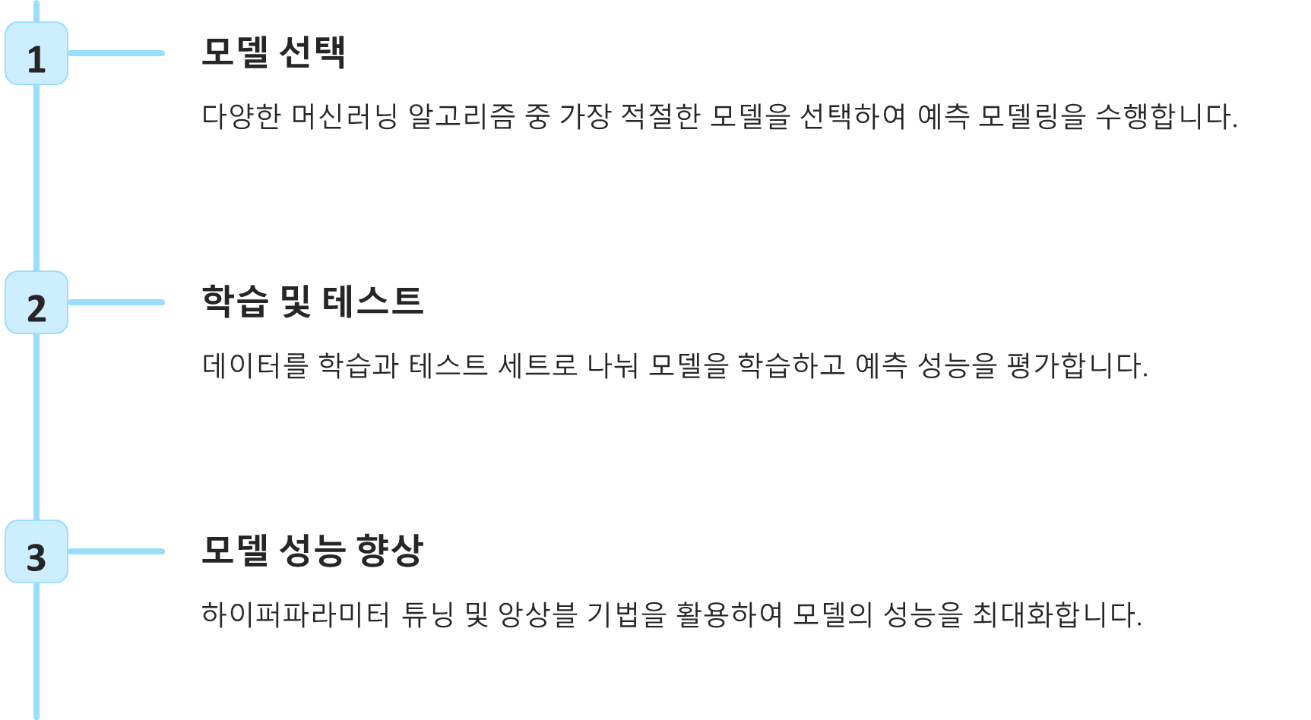 1
모델 선택
다양한 머신러닝 알고리즘 중 가장 적절한 모델을 선택하여 예측 모델링을 수행합니다.
2
학습 및 테스트
데이터를 학습과 테스트 세트로 나눠 모델을 학습하고 예측 성능을 평가합니다.
3
모델 성능 향상
하이퍼파라미터 튜닝 및 앙상블 기법을 활용하여 모델의 성능을 최대화합니다.